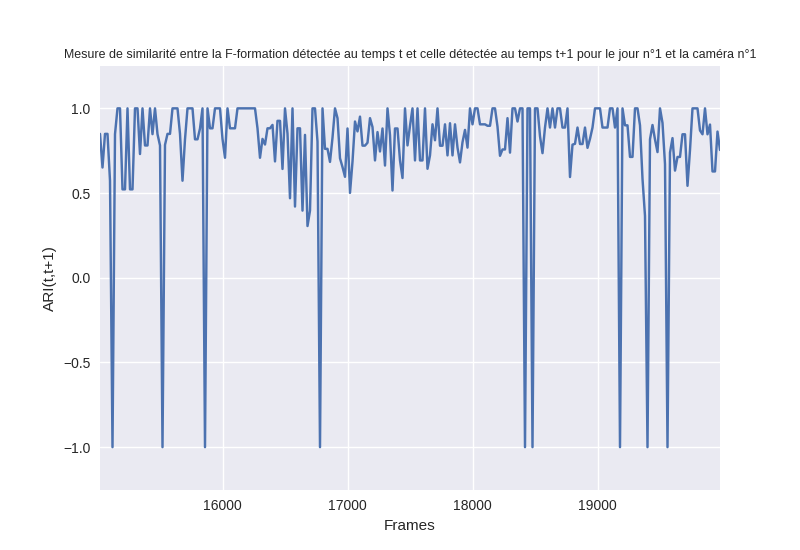 Mesure de similarité entre la F-formation détectée au temps t et celle détectée au temps t+1 pour le jour n°1 et la caméra n°1
1.0
0.5
0.0
−0.5
−1.0
ARI(t,t+1)
16000 17000 18000 19000
Frames